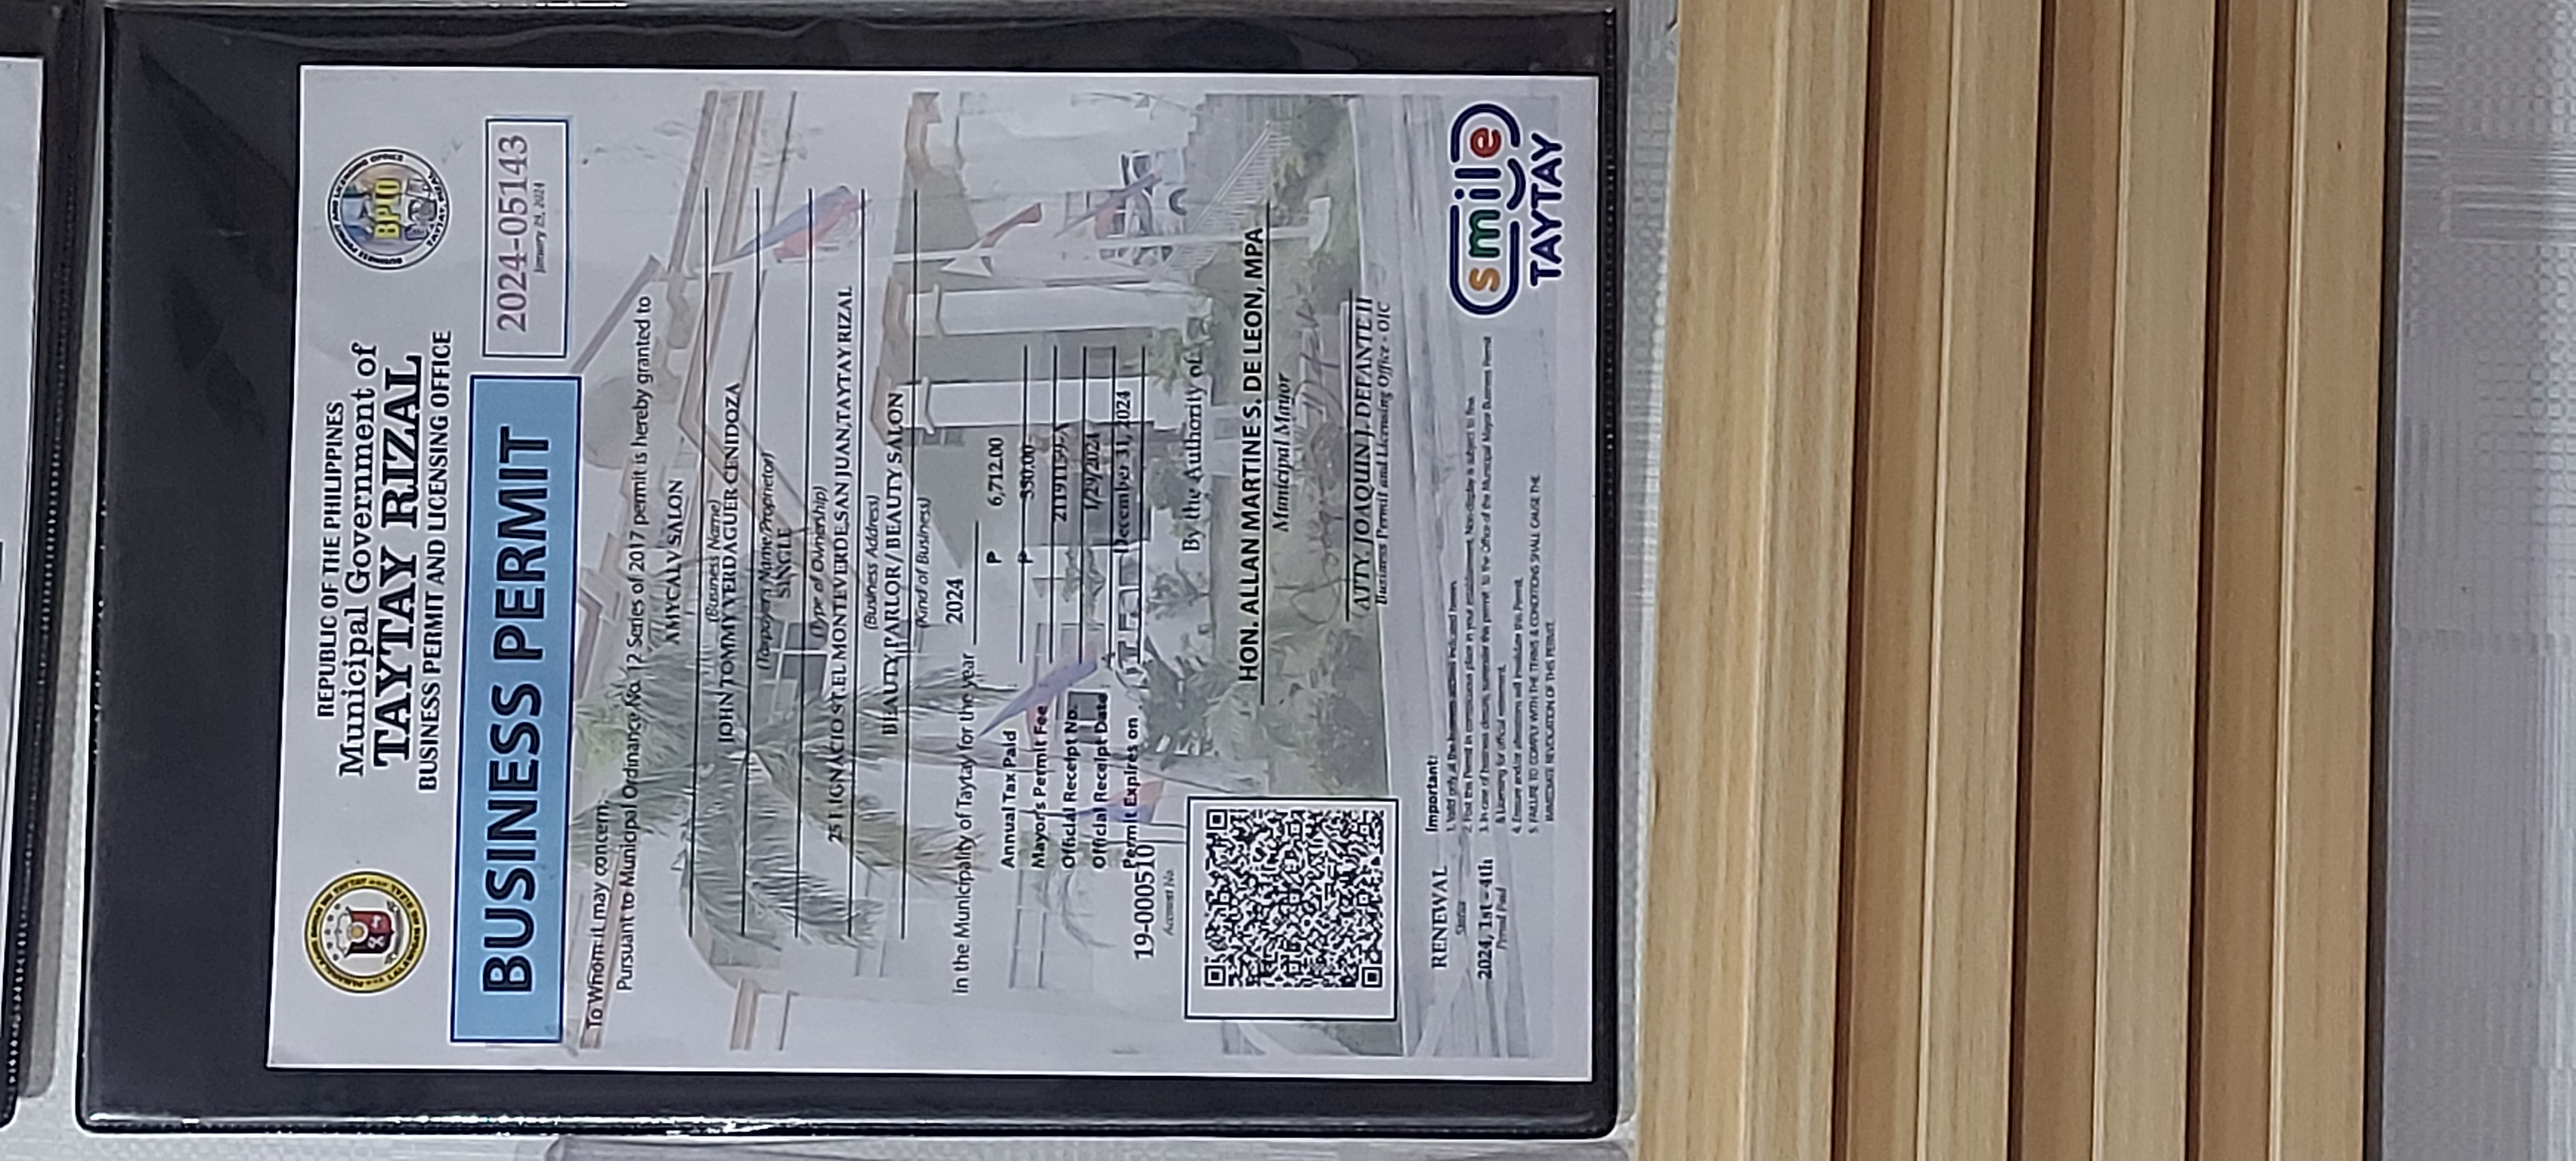 REPUBLIC OF THE PHILIPPINES
Municipal Government of
TAYTAY RIZAL
BUSINESS PERMIT AND LICENSING OFFICE
BPLO
BUSINESS PERMIT
2024-05143
January 29, 2024
To Whom it may concern:
Pursuant to Municipal Ordinance No. 12 Series of 2017 permit is hereby granted to
AMYCALV SALON
(Business Name)
JOHN TOMMY VERDAGUER CENIDOZA
(Taxpayer's Name/Proprietor)
SINGLE
(Type of Ownership)
25 F.IGNACIO ST.EL MONTEVERDE,SAN JUAN,TAYTAY RIZAL
(Business Address)
BEAUTY PARLOR / BEAUTY SALON
(Kind of Business)
in the Municipality of Taytay for the year 2024
Annual Tax Paid ₱ 6,712.00
Mayor's Permit Fee ₱ 350.00
Official Receipt No. 21191159-A
Official Receipt Date 1/29/2024
Permit Expires on December 31, 2024
19-000510
Account No.
By the Authority of
HON. ALLAN MARTINE S. DE LEON, MPA
Municipal Mayor
ATTY. JOAQUIN J. DEFANTE II
Business Permit and Licensing Office - OIC
RENEWAL
Status
2024, 1st - 4th
Period Paid
Important:
1. Valid only at the business address indicated herein.
2. Post this Permit in conspicuous place in your establishment. Non-display is subject to fine.
3. In case of business closure, surrender this permit to the Office of the Municipal Mayor Business Permit
& Licensing for official retirement.
4. Erasure and/or alterations will invalidate this Permit.
5. FAILURE TO COMPLY WITH THE TERMS & CONDITIONS SHALL CAUSE THE
IMMEDIATE REVOCATION OF THIS PERMIT.
smile
TAYTAY